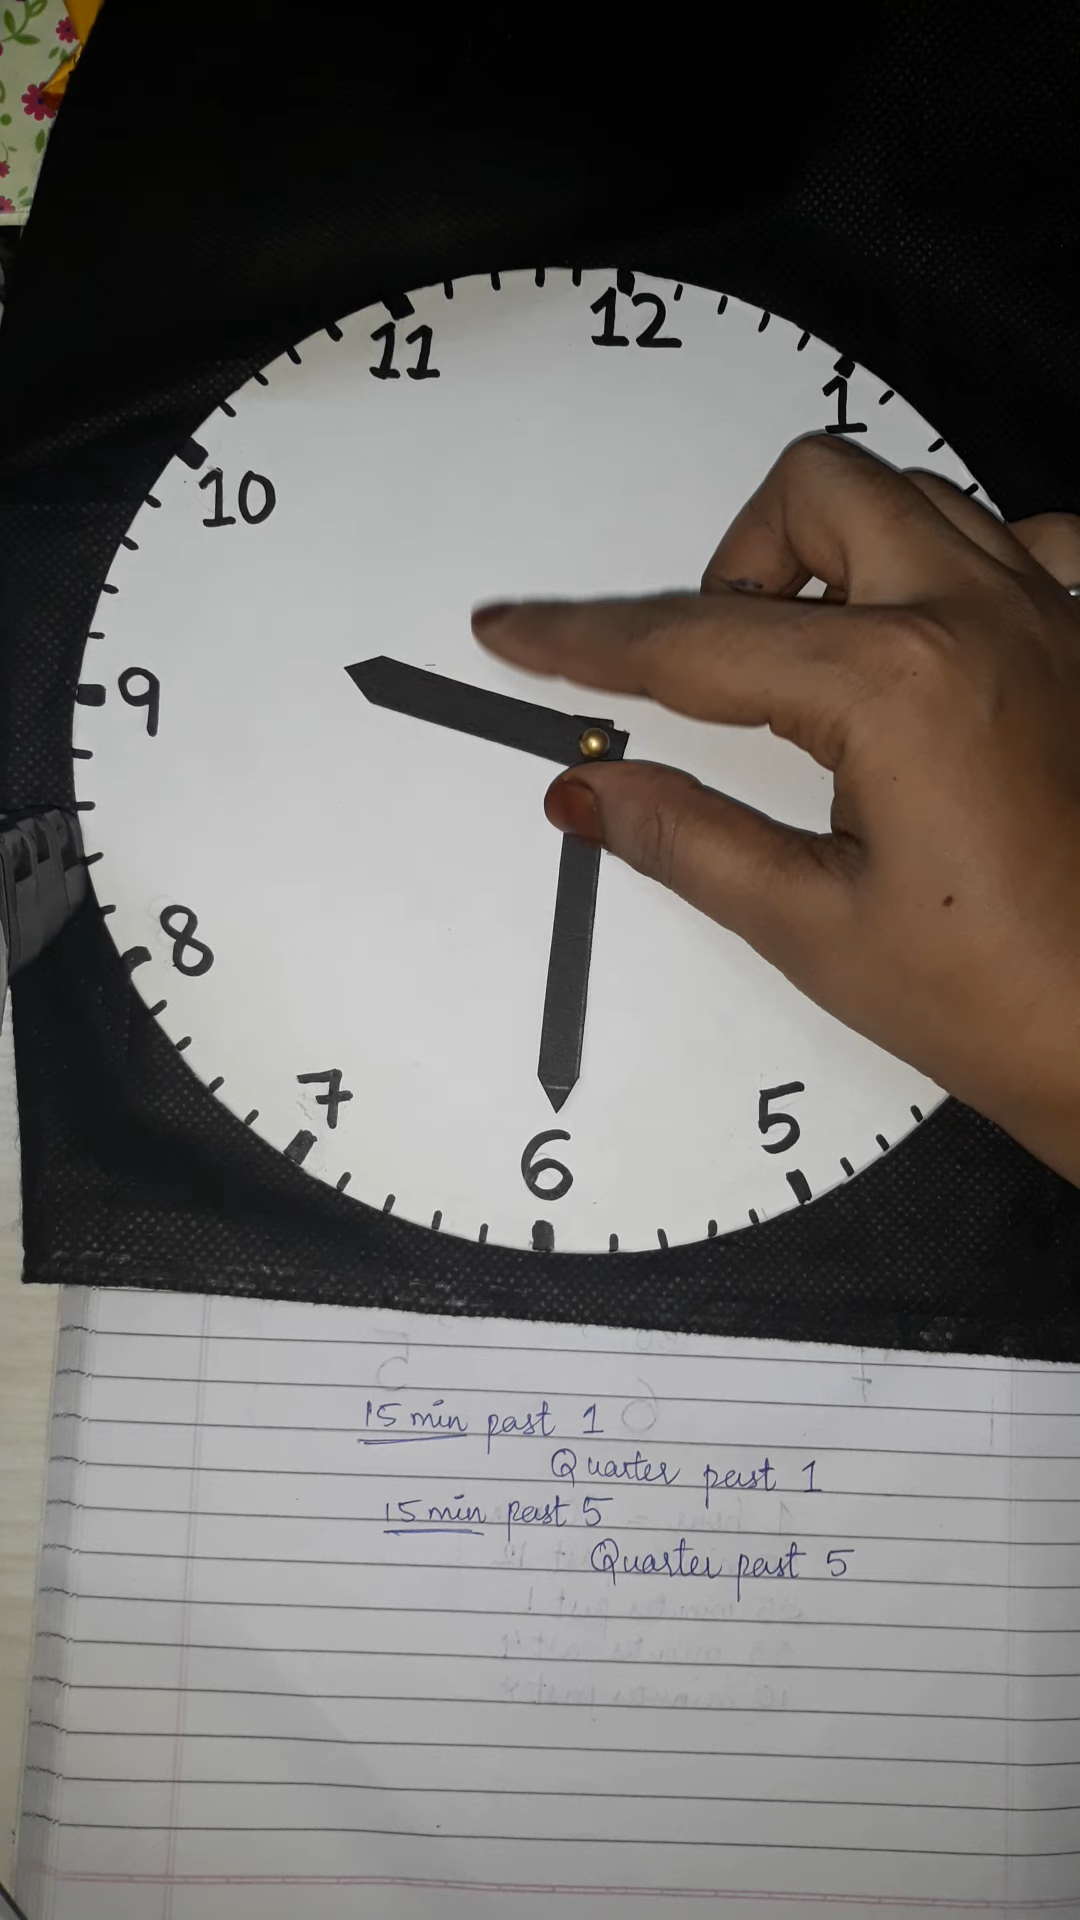 12
11
1
10
9
8
7
5
6
15 min past 1
Quarter past 1
15 min past 5
Quarter past 5